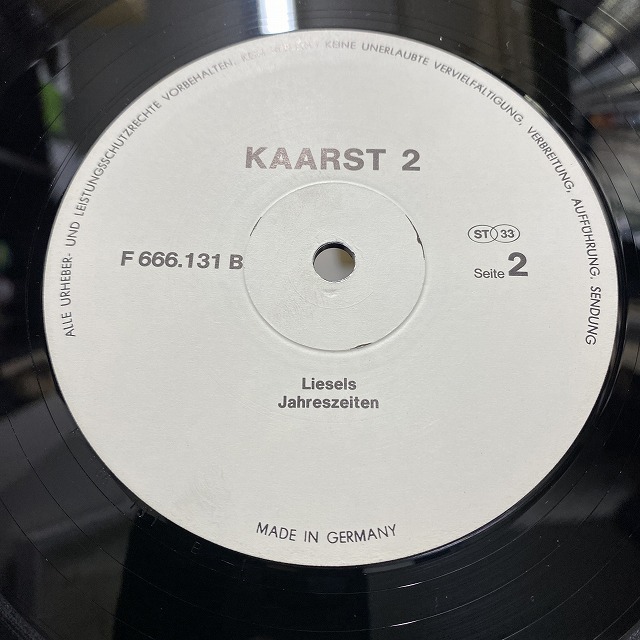 ALLE URHEBER- UND LEISTUNGSSCHUTZRECHTE VORBEHALTEN, KEINE UNERLAUBTE VERVIELFÄLTIGUNG, VERBREITUNG, AUFFÜHRUNG, SENDUNG
KAARST 2
F 666.131 B
ST 33
Seite 2
Liesels
Jahreszeiten
MADE IN GERMANY